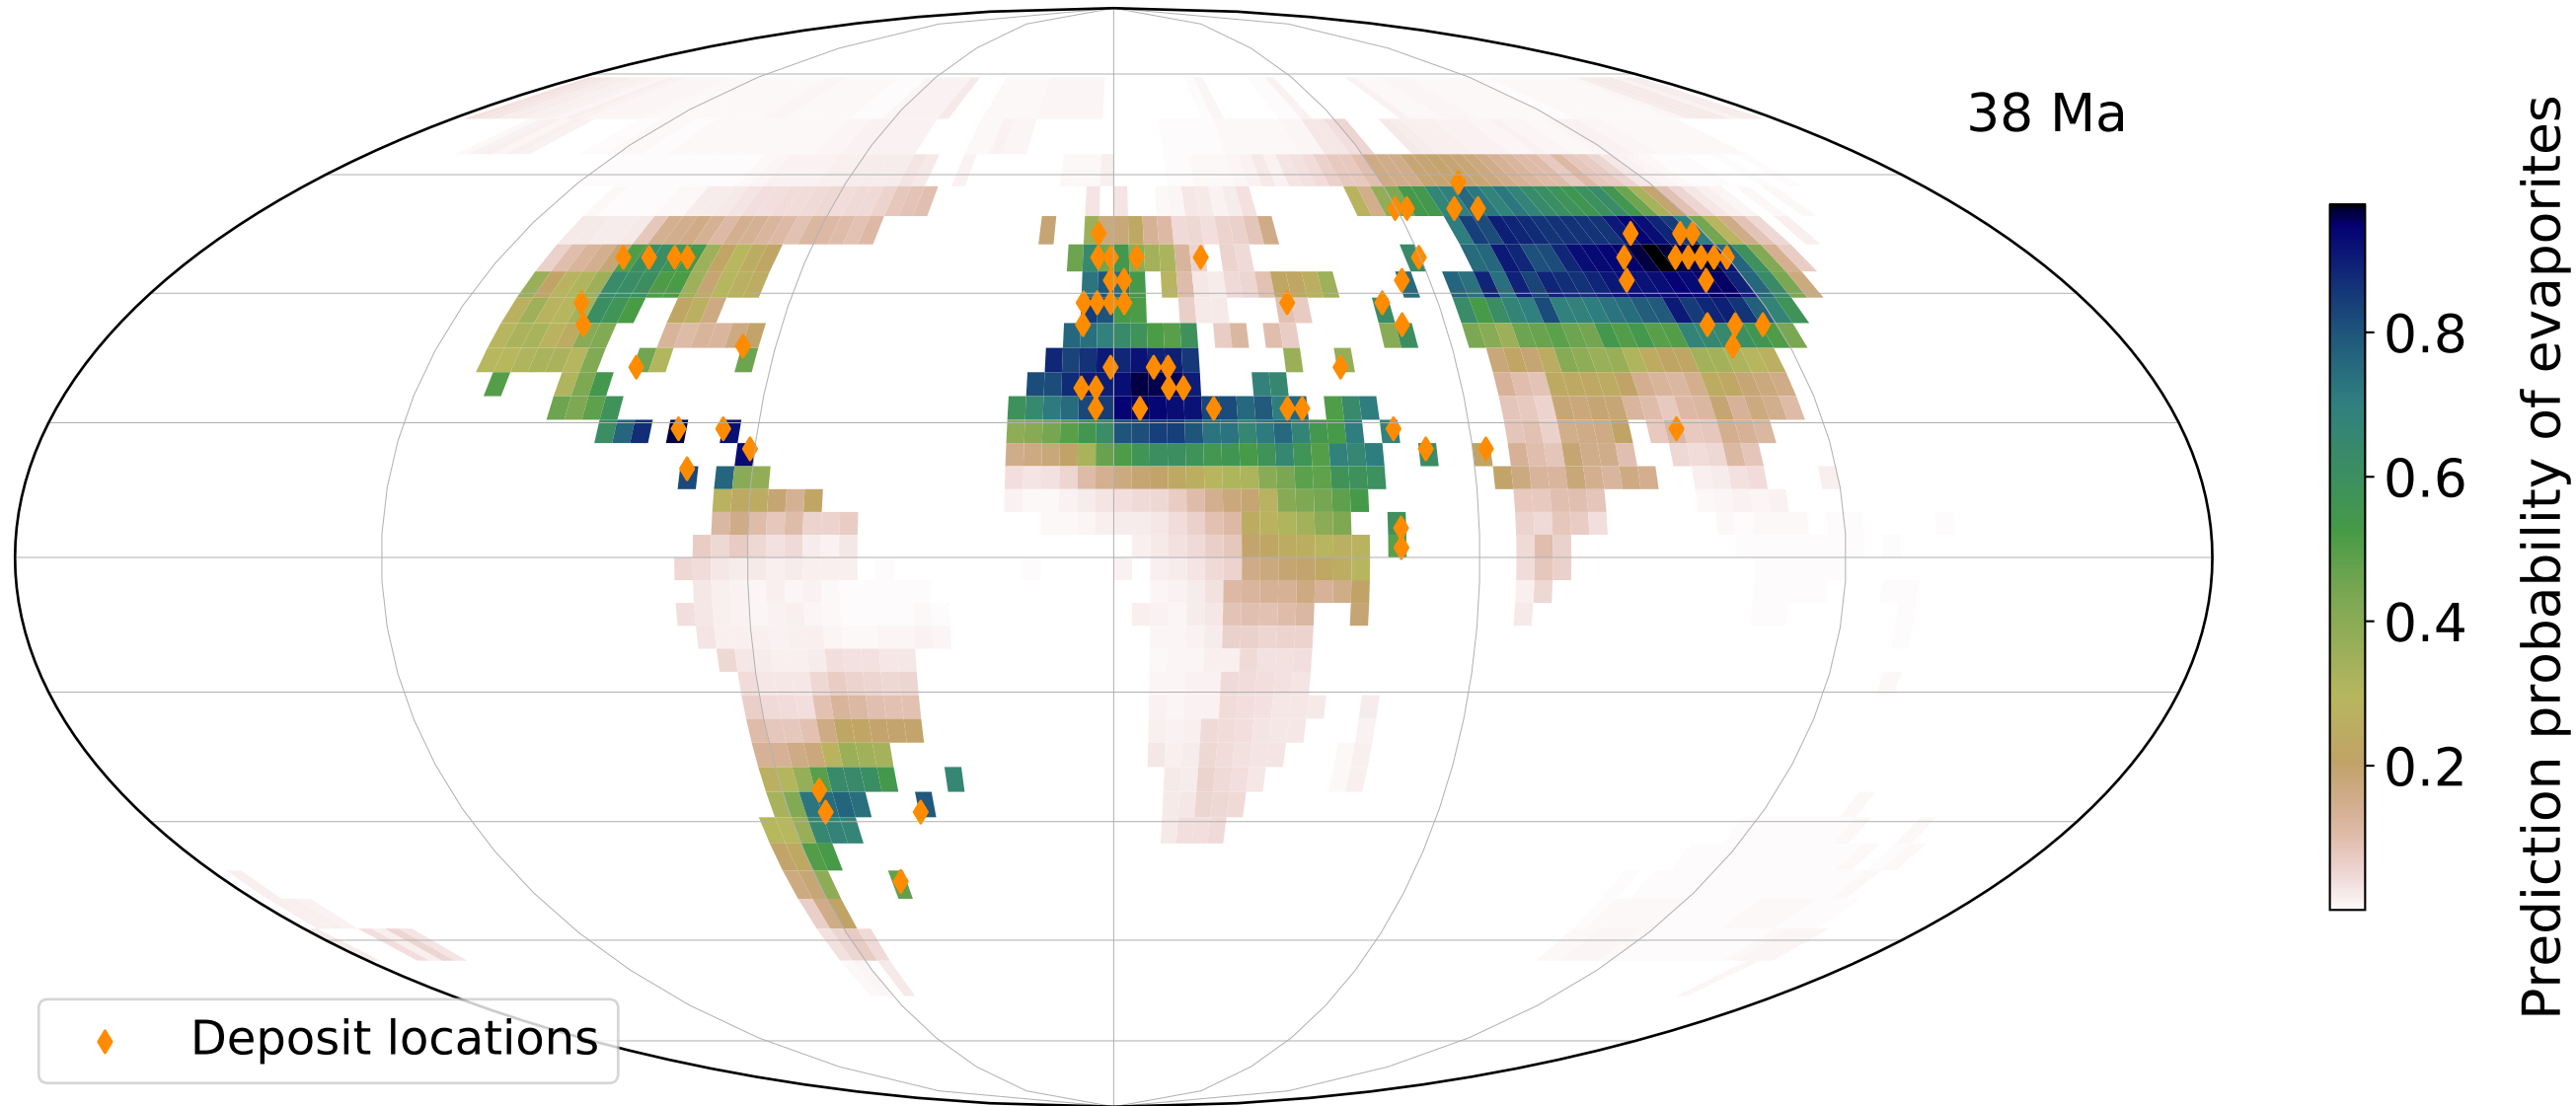 38 Ma
0.8
0.6
0.4
0.2
Prediction probability of evaporites
Deposit locations